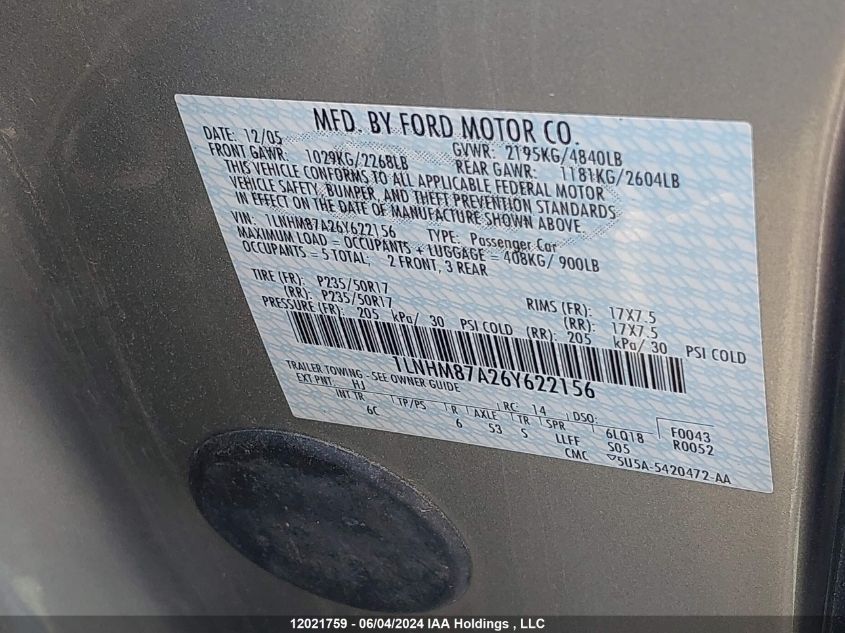 MFD. BY FORD MOTOR CO.
DATE: 12/05 GVWR: 2195KG/4840LB
FRONT GAWR: 1029KG/2268LB REAR GAWR: 1181KG/2604LB
THIS VEHICLE CONFORMS TO ALL APPLICABLE FEDERAL MOTOR
VEHICLE SAFETY, BUMPER, AND THEFT PREVENTION STANDARDS
IN EFFECT ON THE DATE OF MANUFACTURE SHOWN ABOVE.
VIN: 1LNHM87A26Y622156 TYPE: Passenger Car
MAXIMUM LOAD = OCCUPANTS + LUGGAGE = 408KG/ 900LB
OCCUPANTS = 5 TOTAL; 2 FRONT, 3 REAR
TIRE (FR): P235/50R17 RIMS (FR): 17X7.5
(RR): P235/50R17 (RR): 17X7.5
PRESSURE (FR): 205 kPa/ 30 PSI COLD (RR): 205 kPa/ 30 PSI COLD
1LNHM87A26Y622156
TRAILER TOWING - SEE OWNER GUIDE
EXT PNT: HJ RC: 14 DSO: F0043
INT TR TP/PS R AXLE TR SPR 6LQ18 R0052
6C 6 53 S LLFF S05
CMC 5U5A-5420472-AA
12021759 - 06/04/2024 IAA Holdings , LLC